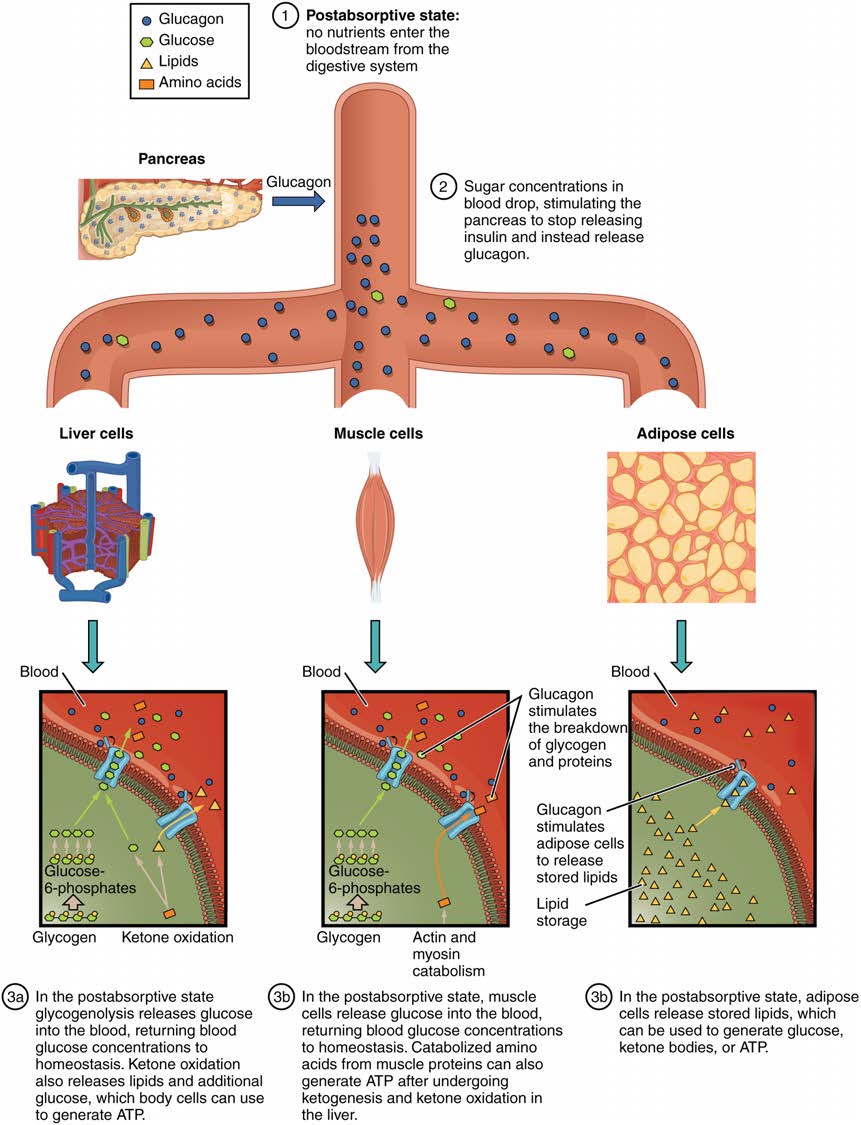 Glucagon
Glucose
Lipids
Amino acids
1
Postabsorptive state:
no nutrients enter the
bloodstream from the
digestive system
Pancreas
Glucagon
2
Sugar concentrations in
blood drop, stimulating the
pancreas to stop releasing
insulin and instead release
glucagon.
Liver cells
Muscle cells
Adipose cells
Blood
Glucose-
6-phosphates
Glycogen
Ketone oxidation
Blood
Glucose-
6-phosphates
Glycogen
Actin and
myosin
catabolism
Glucagon
stimulates
the breakdown
of glycogen
and proteins
Blood
Glucagon
stimulates
adipose cells
to release
stored lipids
Lipid
storage
3a
In the postabsorptive state
glycogenolysis releases glucose
into the blood, returning blood
glucose concentrations to
homeostasis. Ketone oxidation
also releases lipids and additional
glucose, which body cells can use
to generate ATP.
3b
In the postabsorptive state, muscle
cells release glucose into the blood,
returning blood glucose concentrations
to homeostasis. Catabolized amino
acids from muscle proteins can also
generate ATP after undergoing
ketogenesis and ketone oxidation in
the liver.
3b
In the postabsorptive state, adipose
cells release stored lipids, which
can be used to generate glucose,
ketone bodies, or ATP.